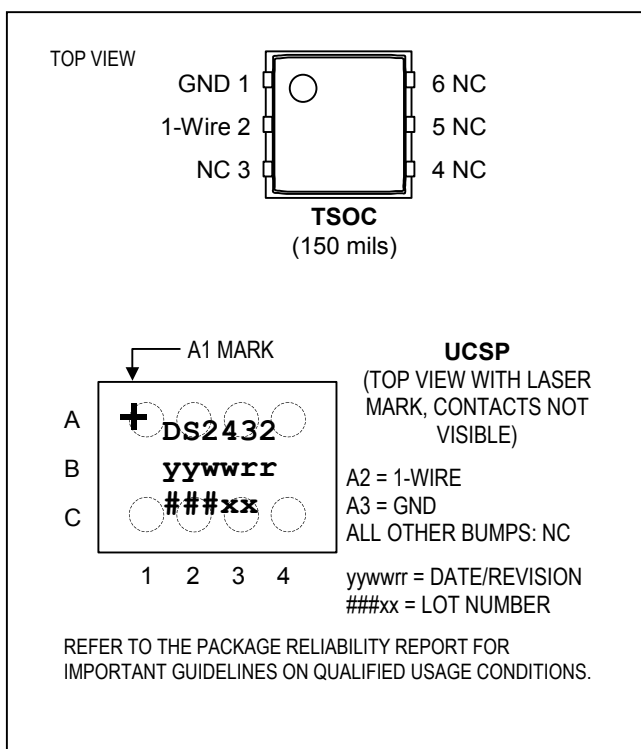 TOP VIEW
GND 1
6 NC
1-Wire 2
5 NC
NC 3
4 NC
TSOC
(150 mils)
A1 MARK
UCSP
(TOP VIEW WITH LASER
MARK, CONTACTS NOT
VISIBLE)
A
+
DS2432
B
yywwrr
C
###xx
1 2 3 4
A2 = 1-WIRE
A3 = GND
ALL OTHER BUMPS: NC
yywwrr = DATE/REVISION
###xx = LOT NUMBER
REFER TO THE PACKAGE RELIABILITY REPORT FOR
IMPORTANT GUIDELINES ON QUALIFIED USAGE CONDITIONS.